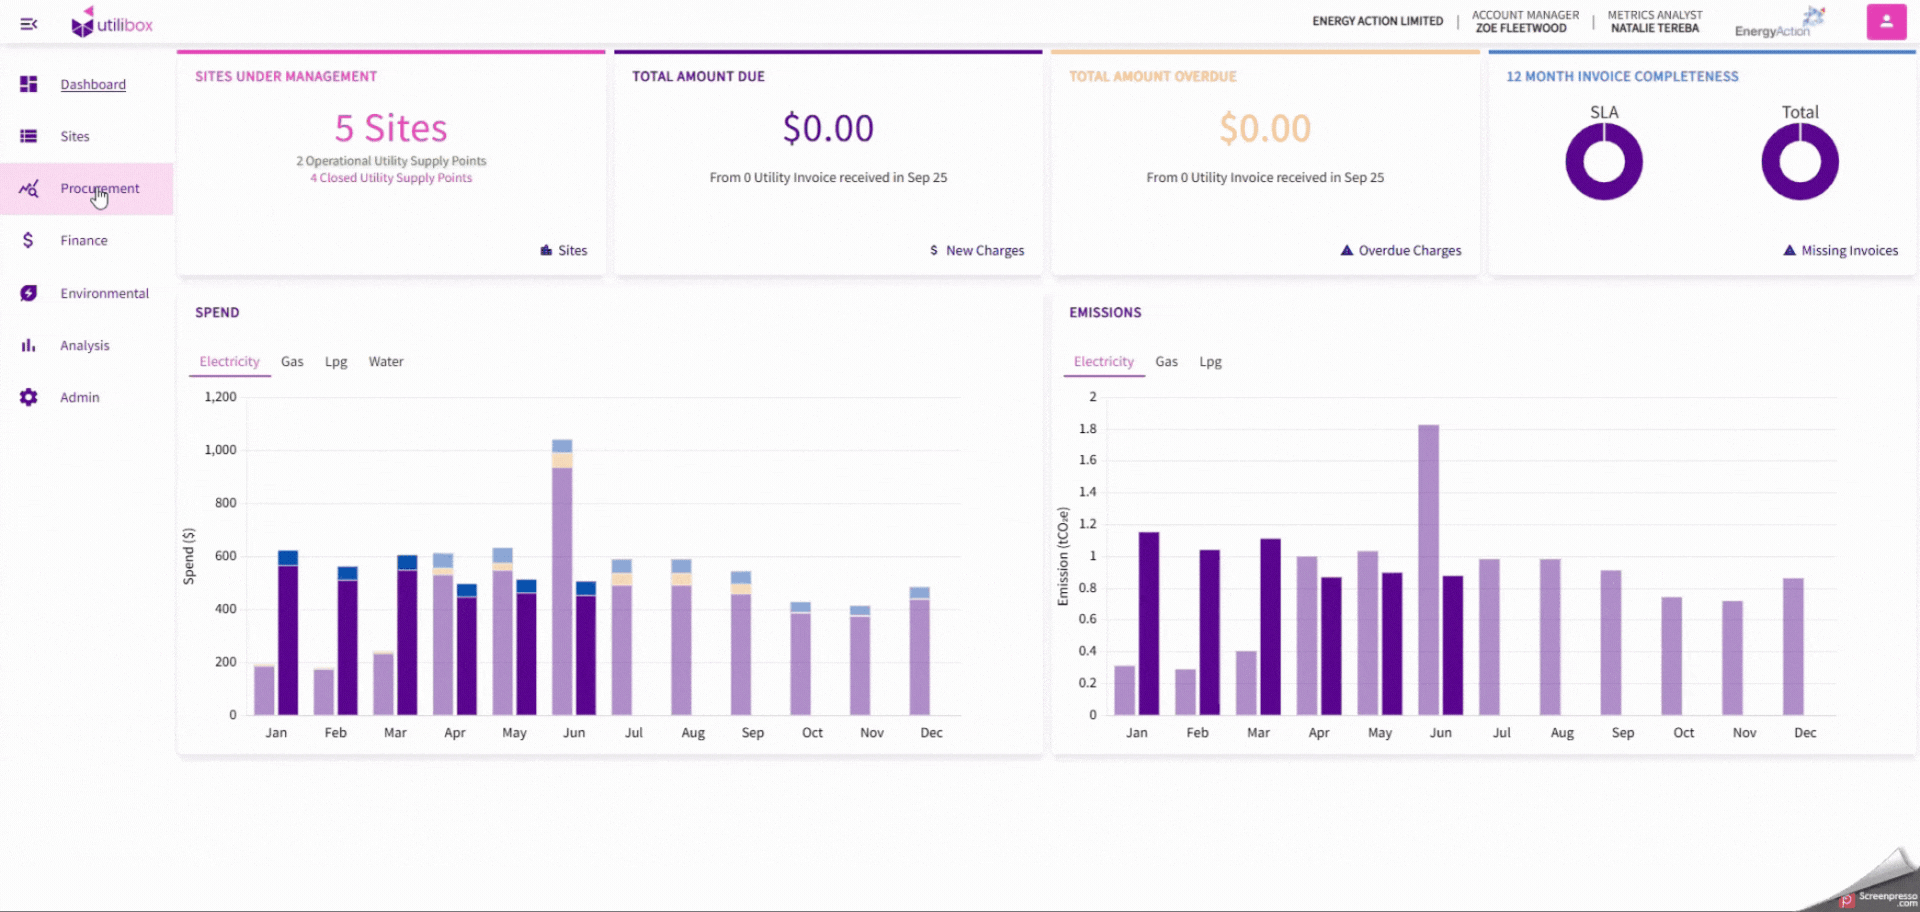 utilibox
ENERGY ACTION LIMITED
ACCOUNT MANAGER
ZOE FLEETWOOD
METRICS ANALYST
NATALIE TEREBA
EnergyAction
Dashboard
Sites
Procurement
Finance
Environmental
Analysis
Admin
SITES UNDER MANAGEMENT
5 Sites
2 Operational Utility Supply Points
4 Closed Utility Supply Points
Sites
TOTAL AMOUNT DUE
$0.00
From 0 Utility Invoice received in Sep 25
$ New Charges
TOTAL AMOUNT OVERDUE
$0.00
From 0 Utility Invoice received in Sep 25
Overdue Charges
12 MONTH INVOICE COMPLETENESS
SLA
Total
Missing Invoices
SPEND
Electricity Gas Lpg Water
1,200
1,000
800
600
400
200
0
Spend ($)
Jan Feb Mar Apr May Jun Jul Aug Sep Oct Nov Dec
EMISSIONS
Electricity Gas Lpg
2
1.8
1.6
1.4
1.2
1
0.8
0.6
0.4
0.2
0
Emission (tCO₂e)
Jan Feb Mar Apr May Jun Jul Aug Sep Oct Nov Dec
Screenpresso
.com